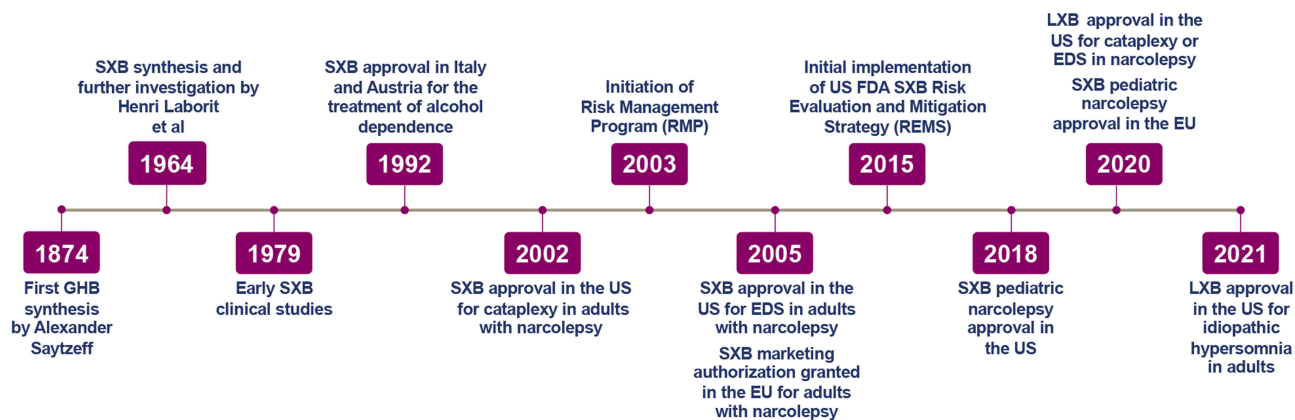 SXB synthesis and
further investigation by
Henri Laborit
et al
1964
SXB approval in Italy
and Austria for the
treatment of alcohol
dependence
1992
Initiation of
Risk Management
Program (RMP)
2003
Initial implementation
of US FDA SXB Risk
Evaluation and Mitigation
Strategy (REMS)
2015
LXB approval in the
US for cataplexy or
EDS in narcolepsy
SXB pediatric
narcolepsy
approval in the EU
2020
1874
First GHB
synthesis
by Alexander
Saytzeff
1979
Early SXB
clinical studies
2002
SXB approval in the US
for cataplexy in adults
with narcolepsy
2005
SXB approval in the
US for EDS in adults
with narcolepsy
SXB marketing
authorization granted
in the EU for adults
with narcolepsy
2018
SXB pediatric
narcolepsy
approval in
the US
2021
LXB approval
in the US for
idiopathic
hypersomnia
in adults